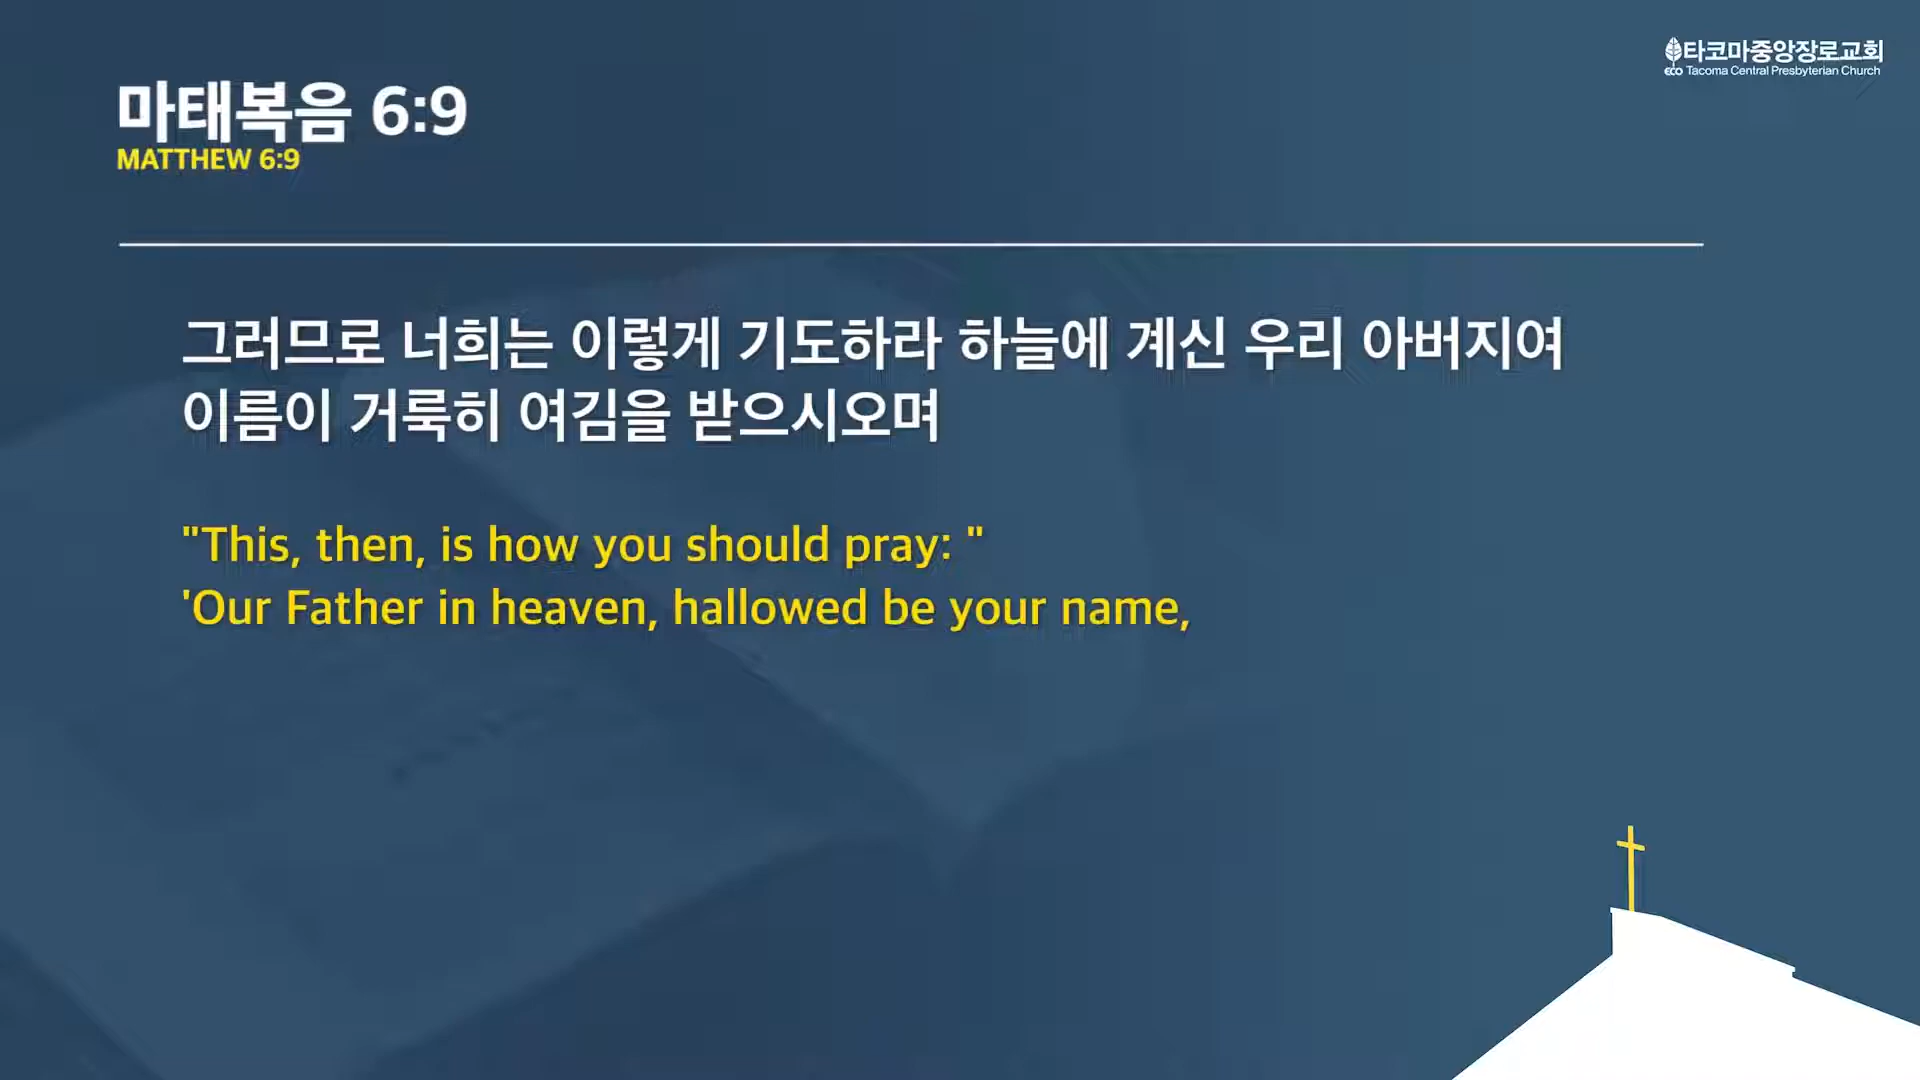 타코마중앙장로교회
ECO Tacoma Central Presbyterian Church
마태복음 6:9
MATTHEW 6:9
그러므로 너희는 이렇게 기도하라 하늘에 계신 우리 아버지여
이름이 거룩히 여김을 받으시오며
"This, then, is how you should pray: "
'Our Father in heaven, hallowed be your name,